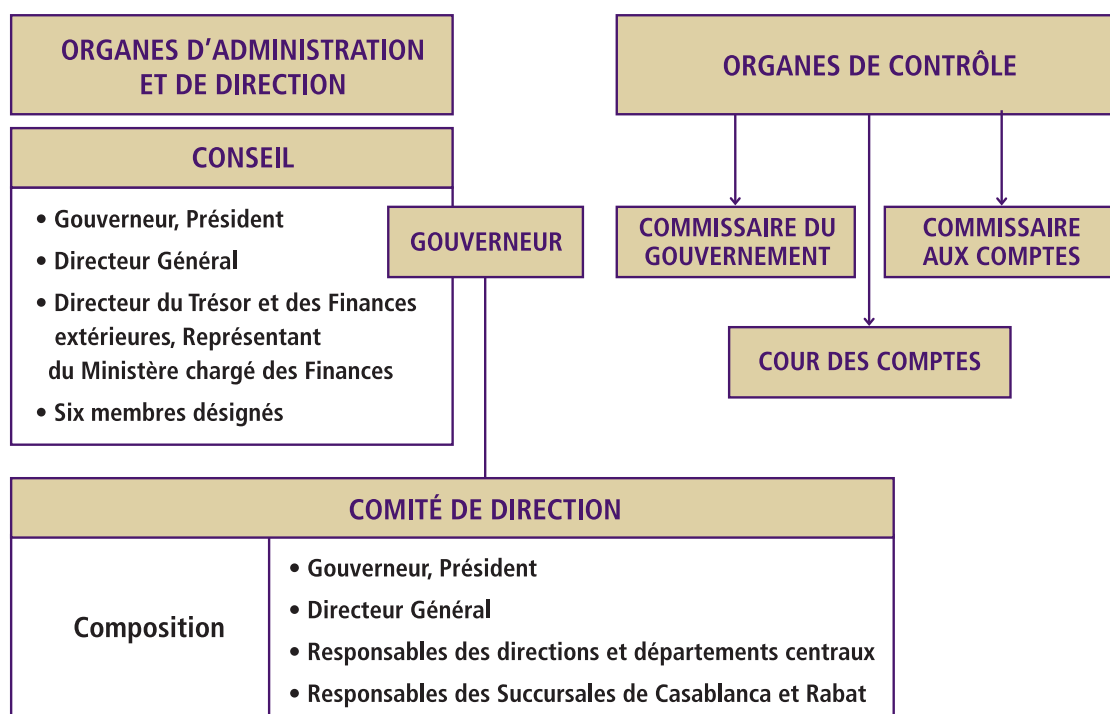 ORGANES D’ADMINISTRATION
ET DE DIRECTION
CONSEIL
• Gouverneur, Président
• Directeur Général
• Directeur du Trésor et des Finances
extérieures, Représentant
du Ministère chargé des Finances
• Six membres désignés
GOUVERNEUR
ORGANES DE CONTRÔLE
COMMISSAIRE DU
GOUVERNEMENT
COMMISSAIRE
AUX COMPTES
COUR DES COMPTES
COMITÉ DE DIRECTION
Composition
• Gouverneur, Président
• Directeur Général
• Responsables des directions et départements centraux
• Responsables des Succursales de Casablanca et Rabat